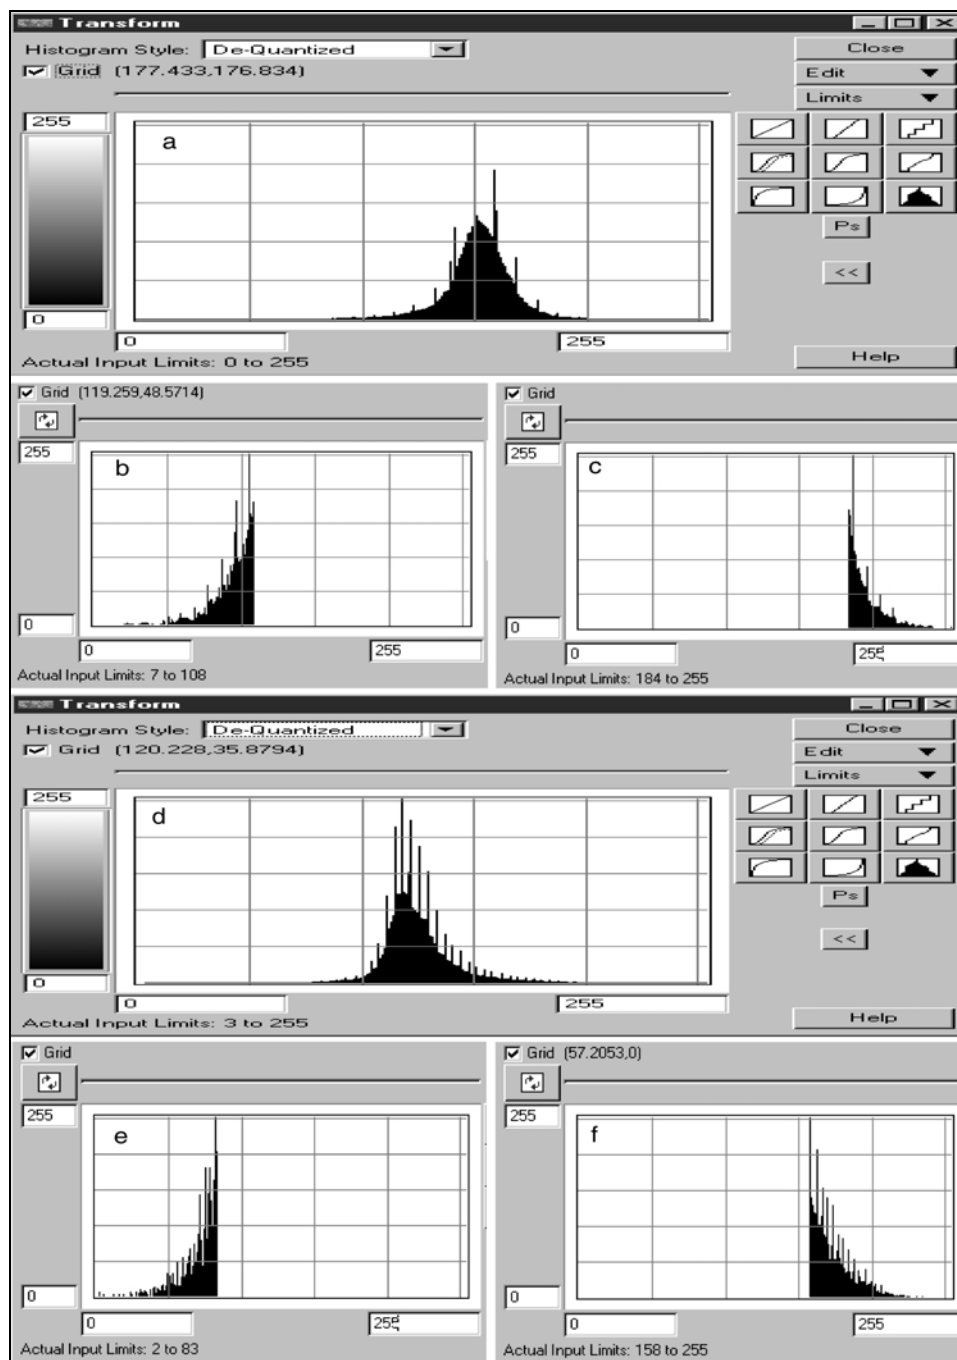 Transform
Histogram Style: De-Quantized
Close
Grid (177.433,176.834)
Edit
Limits
255
a
Ps
<<
0
0
255
Actual Input Limits: 0 to 255
Help
Grid (119.259,48.5714)
255
b
0
0
255
Actual Input Limits: 7 to 108
Grid
255
c
0
0
255
Actual Input Limits: 184 to 255
Transform
Histogram Style: De-Quantized
Close
Grid (120.228,35.8794)
Edit
Limits
255
d
Ps
<<
0
0
255
Actual Input Limits: 3 to 255
Help
Grid
255
e
0
0
255
Actual Input Limits: 2 to 83
Grid (57.2053,0)
255
f
0
0
255
Actual Input Limits: 158 to 255